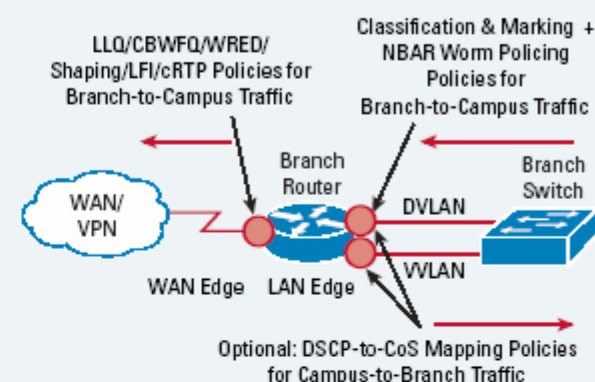 LLQ/CBWFQ/WRED/
Shaping/LFI/cRTP Policies for
Branch-to-Campus Traffic
Classification & Marking +
NBAR Worm Policing
Policies for
Branch-to-Campus Traffic
Branch
Router
Branch
Switch
WAN/
VPN
DVLAN
VVLAN
WAN Edge
LAN Edge
Optional: DSCP-to-CoS Mapping Policies
for Campus-to-Branch Traffic